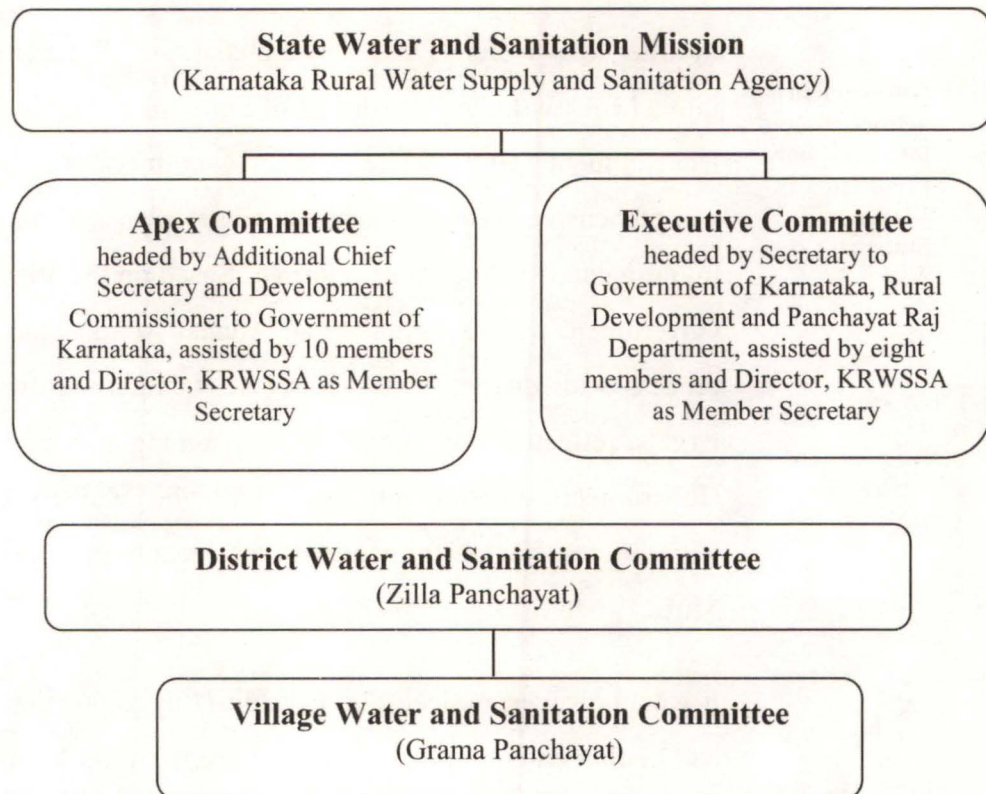 State Water and Sanitation Mission
(Karnataka Rural Water Supply and Sanitation Agency)
Apex Committee
headed by Additional Chief
Secretary and Development
Commissioner to Government of
Karnataka, assisted by 10 members
and Director, KRWSSA as Member
Secretary
Executive Committee
headed by Secretary to
Government of Karnataka, Rural
Development and Panchayat Raj
Department, assisted by eight
members and Director, KRWSSA
as Member Secretary
District Water and Sanitation Committee
(Zilla Panchayat)
Village Water and Sanitation Committee
(Grama Panchayat)